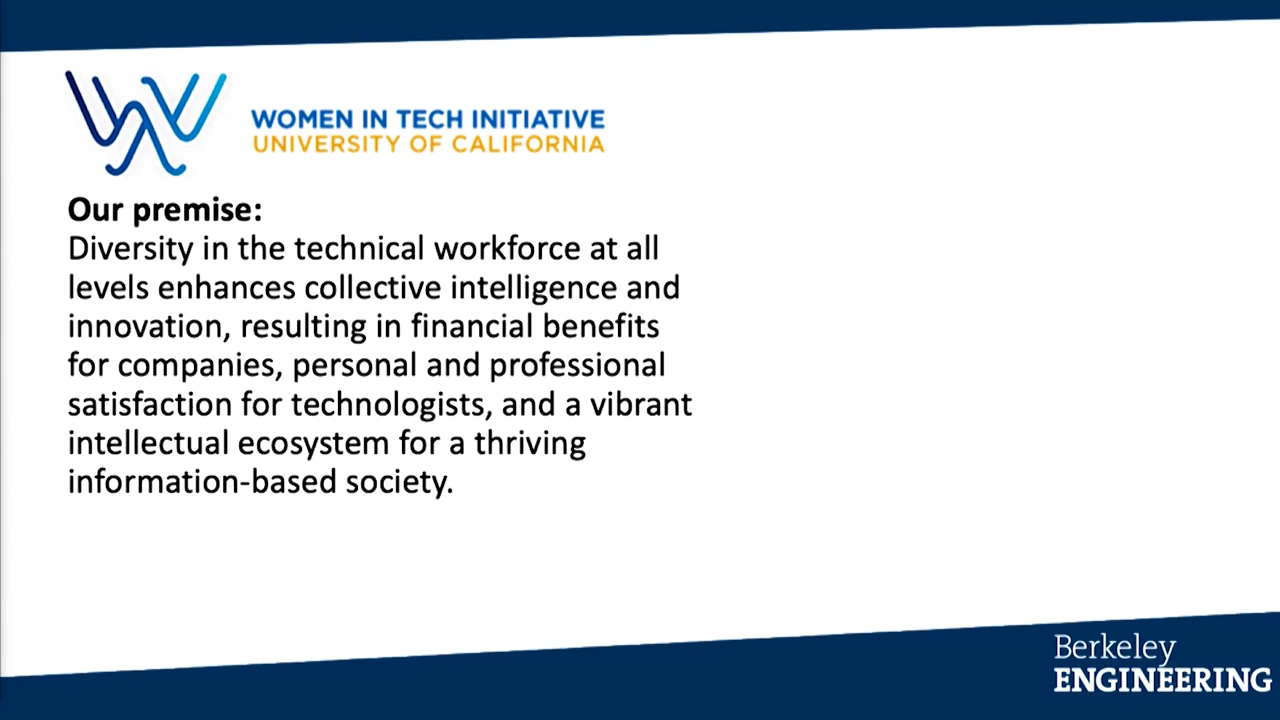 WOMEN IN TECH INITIATIVE
UNIVERSITY OF CALIFORNIA
Our premise:
Diversity in the technical workforce at all
levels enhances collective intelligence and
innovation, resulting in financial benefits
for companies, personal and professional
satisfaction for technologists, and a vibrant
intellectual ecosystem for a thriving
information-based society.
Berkeley
ENGINEERING